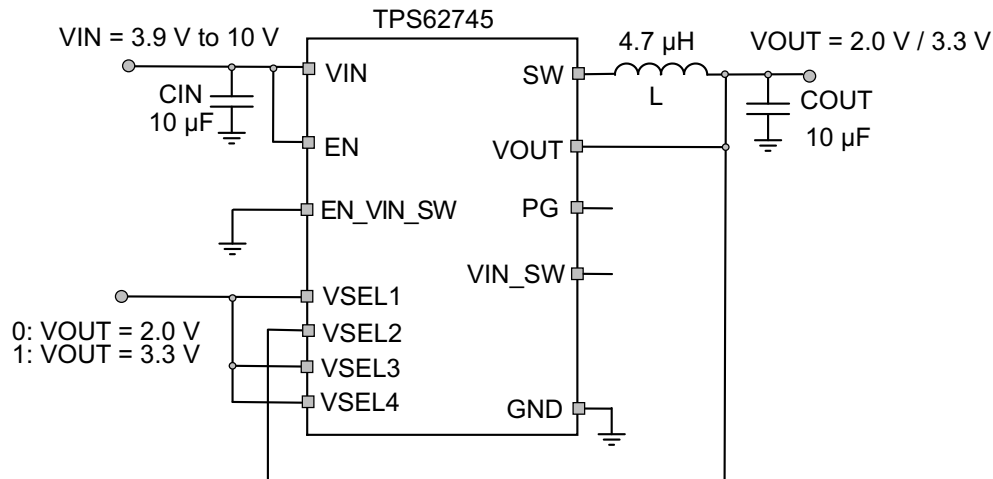 TPS62745
VIN = 3.9 V to 10 V
4.7 µH
VOUT = 2.0 V / 3.3 V
VIN
SW
CIN
10 µF
L
COUT
10 µF
EN
VOUT
EN_VIN_SW
PG
VIN_SW
VSEL1
0: VOUT = 2.0 V
1: VOUT = 3.3 V
VSEL2
VSEL3
VSEL4
GND